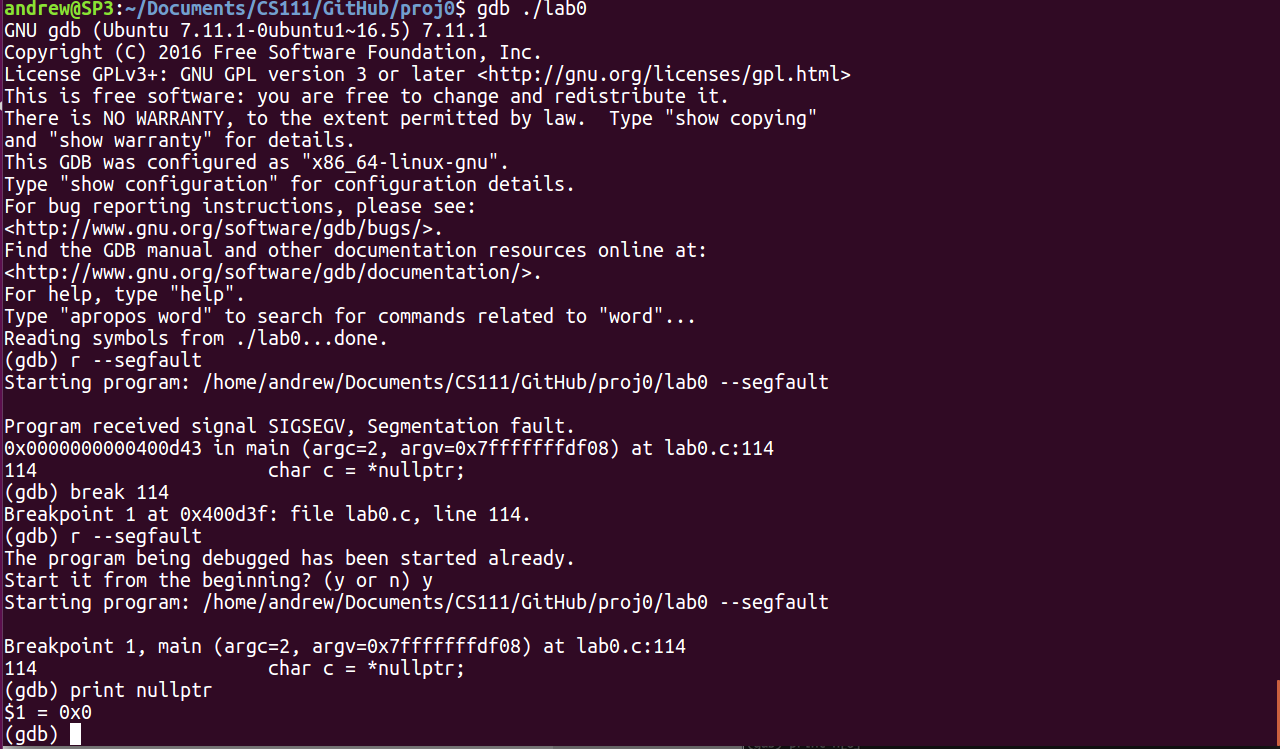 andrew@SP3:~/Documents/CS111/GitHub/proj0$ gdb ./lab0
GNU gdb (Ubuntu 7.11.1-0ubuntu1~16.5) 7.11.1
Copyright (C) 2016 Free Software Foundation, Inc.
License GPLv3+: GNU GPL version 3 or later <http://gnu.org/licenses/gpl.html>
This is free software: you are free to change and redistribute it.
There is NO WARRANTY, to the extent permitted by law.  Type "show copying"
and "show warranty" for details.
This GDB was configured as "x86_64-linux-gnu".
Type "show configuration" for configuration details.
For bug reporting instructions, please see:
<http://www.gnu.org/software/gdb/bugs/>.
Find the GDB manual and other documentation resources online at:
<http://www.gnu.org/software/gdb/documentation/>.
For help, type "help".
Type "apropos word" to search for commands related to "word"...
Reading symbols from ./lab0...done.
(gdb) r --segfault
Starting program: /home/andrew/Documents/CS111/GitHub/proj0/lab0 --segfault
Program received signal SIGSEGV, Segmentation fault.
0x0000000000400d43 in main (argc=2, argv=0x7fffffffdf08) at lab0.c:114
114                     char c = *nullptr;
(gdb) break 114
Breakpoint 1 at 0x400d3f: file lab0.c, line 114.
(gdb) r --segfault
The program being debugged has been started already.
Start it from the beginning? (y or n) y
Starting program: /home/andrew/Documents/CS111/GitHub/proj0/lab0 --segfault
Breakpoint 1, main (argc=2, argv=0x7fffffffdf08) at lab0.c:114
114                     char c = *nullptr;
(gdb) print nullptr
$1 = 0x0
(gdb)